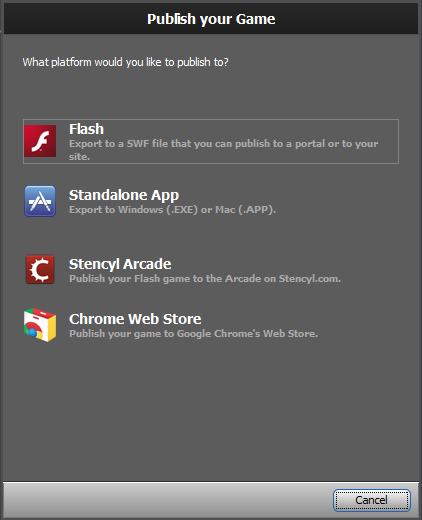 Publish your Game
What platform would you like to publish to?
Flash
Export to a SWF file that you can publish to a portal or to your
site.
Standalone App
Export to Windows (.EXE) or Mac (.APP).
Stencyl Arcade
Publish your Flash game to the Arcade on Stencyl.com.
Chrome Web Store
Publish your game to Google Chrome's Web Store.
Cancel